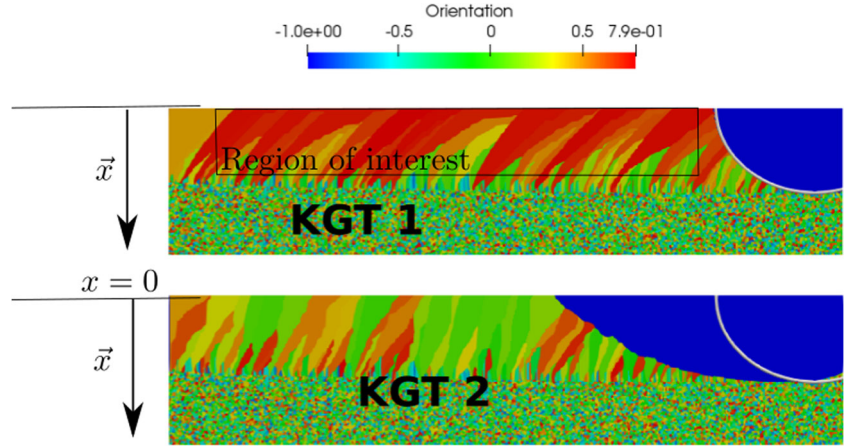 Orientation
-1.0e+00 -0.5 0 0.5 7.9e-01
Region of interest
x⃗
KGT 1
x = 0
x⃗
KGT 2